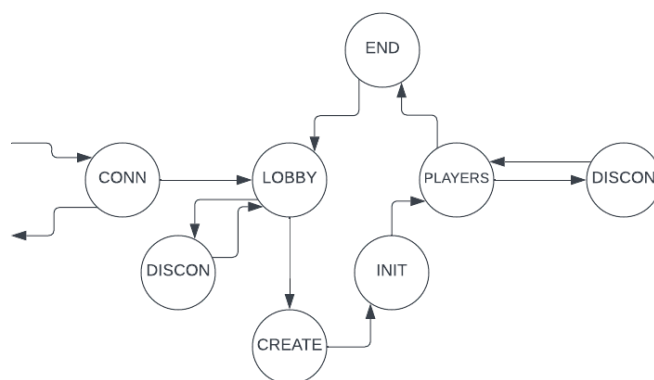 END
CONN
LOBBY
PLAYERS
DISCON
DISCON
INIT
CREATE